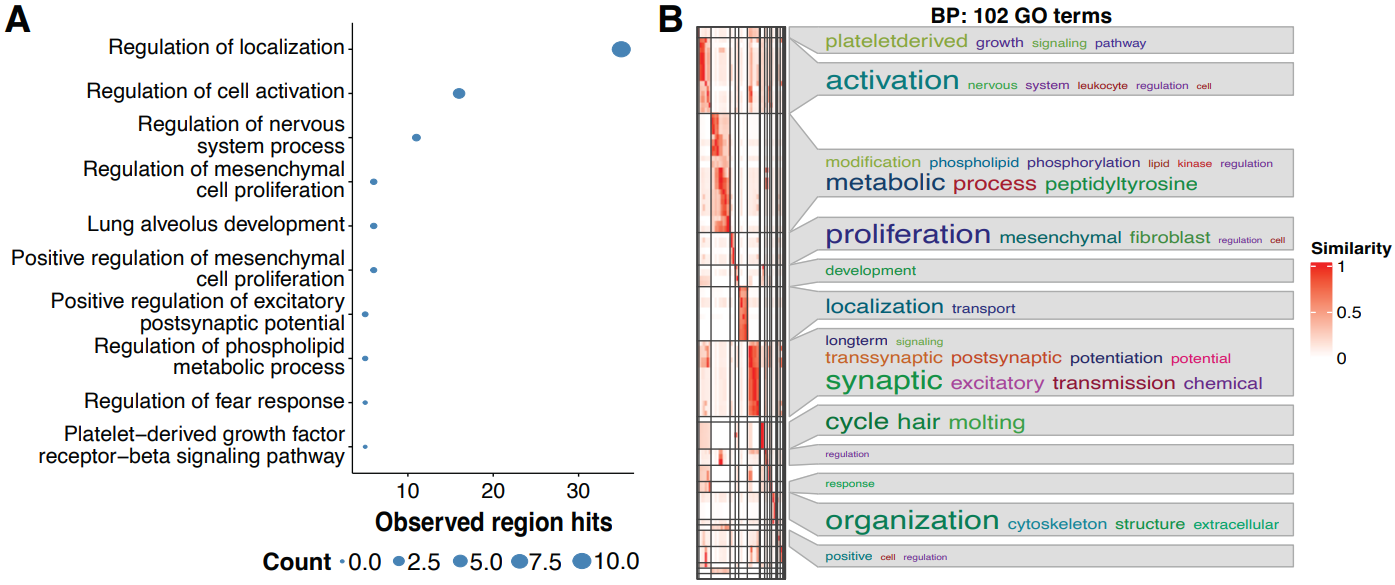 A
Regulation of localization
Regulation of cell activation
Regulation of nervous
system process
Regulation of mesenchymal
cell proliferation
Lung alveolus development
Positive regulation of mesenchymal
cell proliferation
Positive regulation of excitatory
postsynaptic potential
Regulation of phospholipid
metabolic process
Regulation of fear response
Platelet−derived growth factor
receptor−beta signaling pathway
10 20 30
Observed region hits
Count 0.0 2.5 5.0 7.5 10.0
B
BP: 102 GO terms
plateletderived growth signaling pathway
activation nervous system leukocyte regulation cell
modification phospholipid phosphorylation lipid kinase regulation
metabolic process peptidyltyrosine
proliferation mesenchymal fibroblast regulation cell
development
localization transport
longterm signaling
transsynaptic postsynaptic potentiation potential
synaptic excitatory transmission chemical
cycle hair molting
regulation
response
organization cytoskeleton structure extracellular
positive cell regulation
Similarity
1
0.5
0